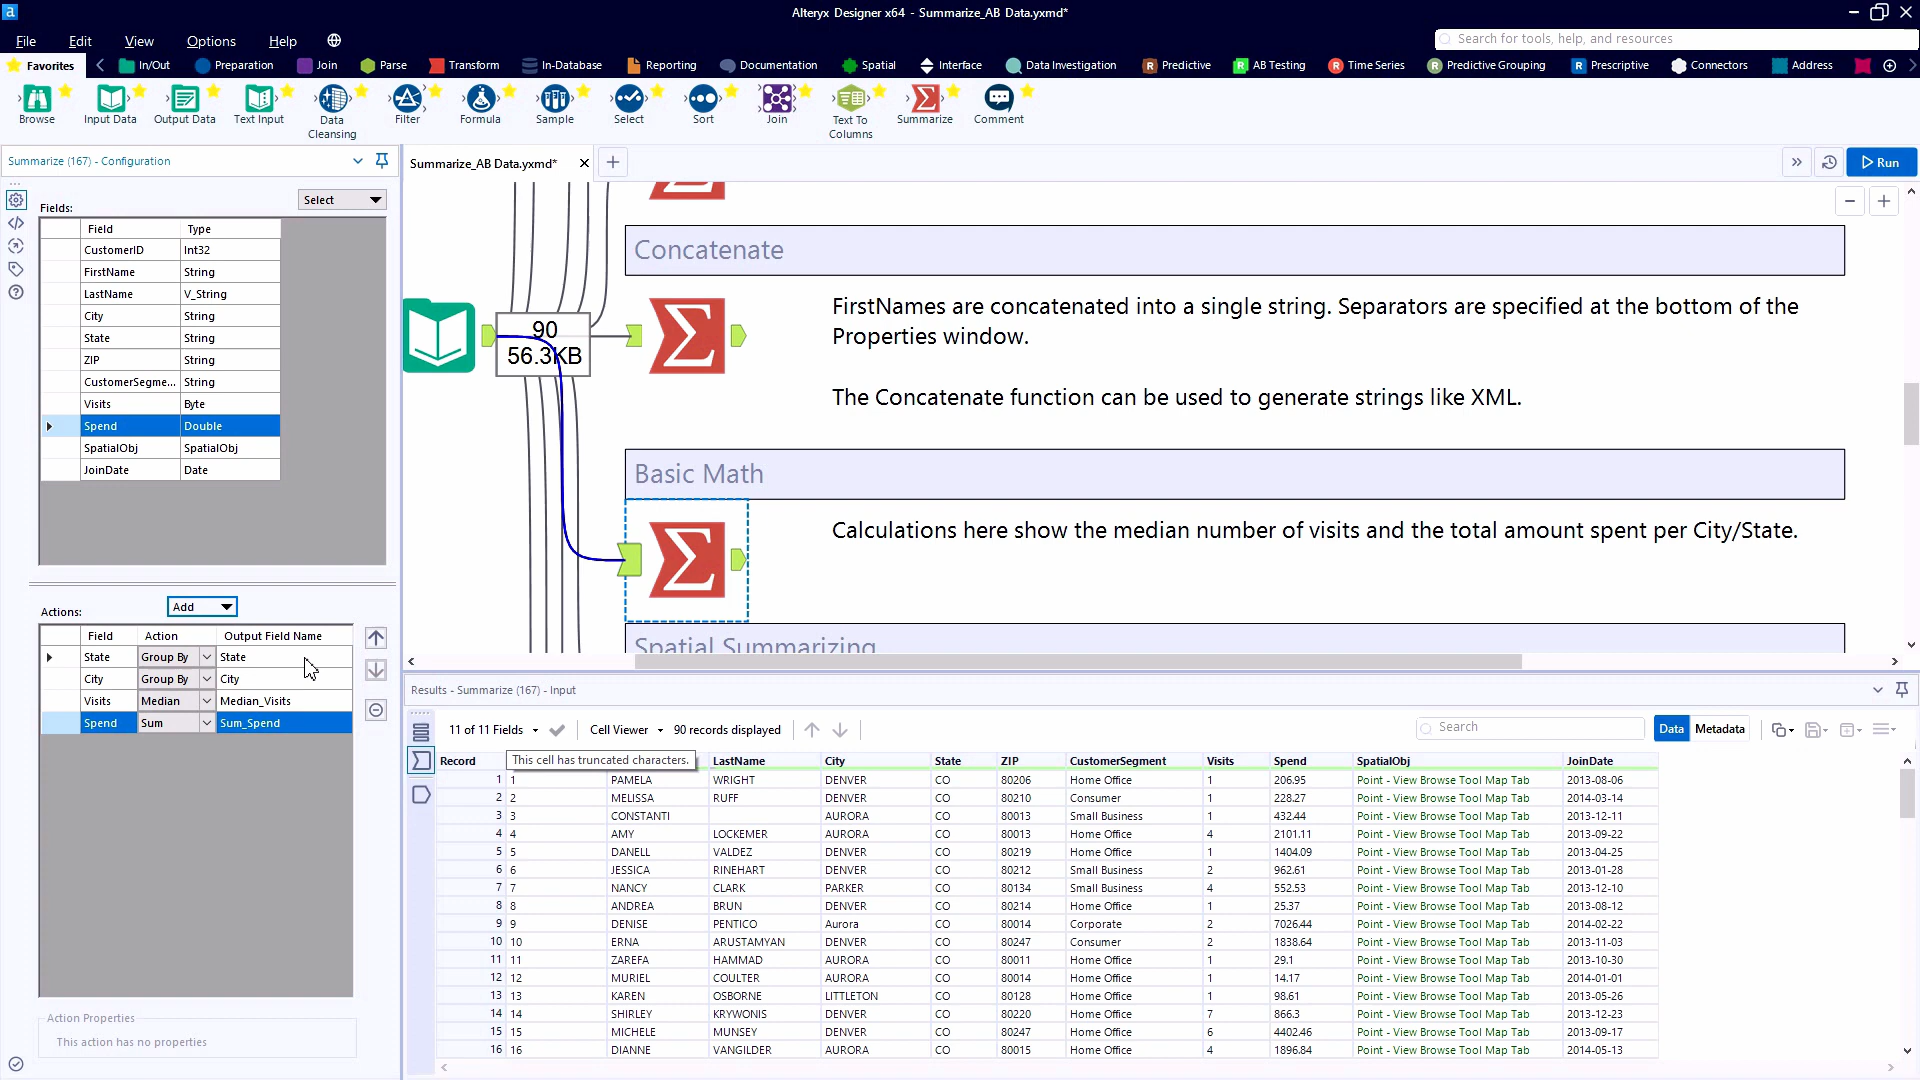 Alteryx Designer x64 - Summarize_AB Data.yxmd*
File Edit View Options Help
Search for tools, help, and resources
Favorites In/Out Preparation Join Parse Transform In-Database Reporting Documentation Spatial Interface Data Investigation Predictive AB Testing Time Series Predictive Grouping Prescriptive Connectors Address
Browse Input Data Output Data Text Input Data Cleansing Filter Formula Sample Select Sort Join Text To Columns Summarize Comment
Summarize (167) - Configuration
Summarize_AB Data.yxmd*
Run
Fields:
Select
Field Type
CustomerID Int32
FirstName String
LastName V_String
City String
State String
ZIP String
CustomerSegme... String
Visits Byte
Spend Double
SpatialObj SpatialObj
JoinDate Date
Actions:
Add
Field Action Output Field Name
State Group By State
City Group By City
Visits Median Median_Visits
Spend Sum Sum_Spend
Action Properties
This action has no properties
Concatenate
90
56.3KB
FirstNames are concatenated into a single string. Separators are specified at the bottom of the
Properties window.
The Concatenate function can be used to generate strings like XML.
Basic Math
Calculations here show the median number of visits and the total amount spent per City/State.
Spatial Summarizing
Results - Summarize (167) - Input
11 of 11 Fields Cell Viewer 90 records displayed
Search
Data Metadata
This cell has truncated characters.
Record LastName City State ZIP CustomerSegment Visits Spend SpatialObj JoinDate
1 1 PAMELA WRIGHT DENVER CO 80206 Home Office 1 206.95 Point - View Browse Tool Map Tab 2013-08-06
2 2 MELISSA RUFF DENVER CO 80210 Consumer 1 228.27 Point - View Browse Tool Map Tab 2014-03-14
3 3 CONSTANTI AURORA CO 80013 Small Business 1 432.44 Point - View Browse Tool Map Tab 2013-12-11
4 4 AMY LOCKEMER AURORA CO 80013 Home Office 4 2101.11 Point - View Browse Tool Map Tab 2013-09-22
5 5 DANELL VALDEZ DENVER CO 80219 Home Office 1 1404.09 Point - View Browse Tool Map Tab 2013-04-25
6 6 JESSICA RINEHART DENVER CO 80212 Small Business 2 962.61 Point - View Browse Tool Map Tab 2013-01-28
7 7 NANCY CLARK PARKER CO 80134 Small Business 4 552.53 Point - View Browse Tool Map Tab 2013-12-10
8 8 ANDREA BRUN DENVER CO 80214 Home Office 1 25.37 Point - View Browse Tool Map Tab 2013-08-12
9 9 DENISE PENTICO Aurora CO 80014 Corporate 2 7026.44 Point - View Browse Tool Map Tab 2014-02-22
10 10 ERNA ARUSTAMYAN DENVER CO 80247 Consumer 2 1838.64 Point - View Browse Tool Map Tab 2013-11-03
11 11 ZAREFA HAMMAD AURORA CO 80011 Home Office 1 29.1 Point - View Browse Tool Map Tab 2013-10-30
12 12 MURIEL COULTER AURORA CO 80014 Home Office 1 14.17 Point - View Browse Tool Map Tab 2014-01-01
13 13 KAREN OSBORNE LITTLETON CO 80128 Home Office 1 98.61 Point - View Browse Tool Map Tab 2013-05-26
14 14 SHIRLEY KRYWONIS DENVER CO 80220 Home Office 7 866.3 Point - View Browse Tool Map Tab 2013-12-23
15 15 MICHELE MUNSEY DENVER CO 80247 Home Office 6 4402.46 Point - View Browse Tool Map Tab 2013-09-17
16 16 DIANNE VANGILDER AURORA CO 80015 Home Office 4 1896.84 Point - View Browse Tool Map Tab 2014-05-13